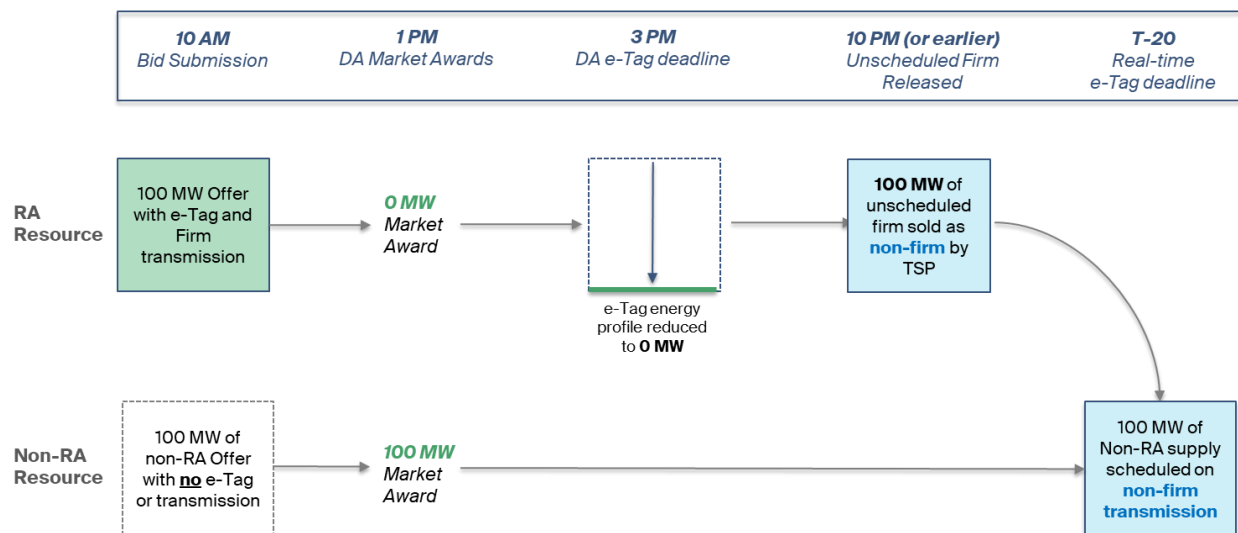 10 AM
Bid Submission
1 PM
DA Market Awards
3 PM
DA e-Tag deadline
10 PM (or earlier)
Unscheduled Firm
Released
T-20
Real-time
e-Tag deadline
RA
Resource
100 MW Offer
with e-Tag and
Firm
transmission
0 MW
Market
Award
e-Tag energy
profile reduced
to 0 MW
100 MW of
unscheduled
firm sold as
non-firm by
TSP
Non-RA
Resource
100 MW of
non-RA Offer
with no e-Tag
or transmission
100 MW
Market
Award
100 MW of
Non-RA supply
scheduled on
non-firm
transmission